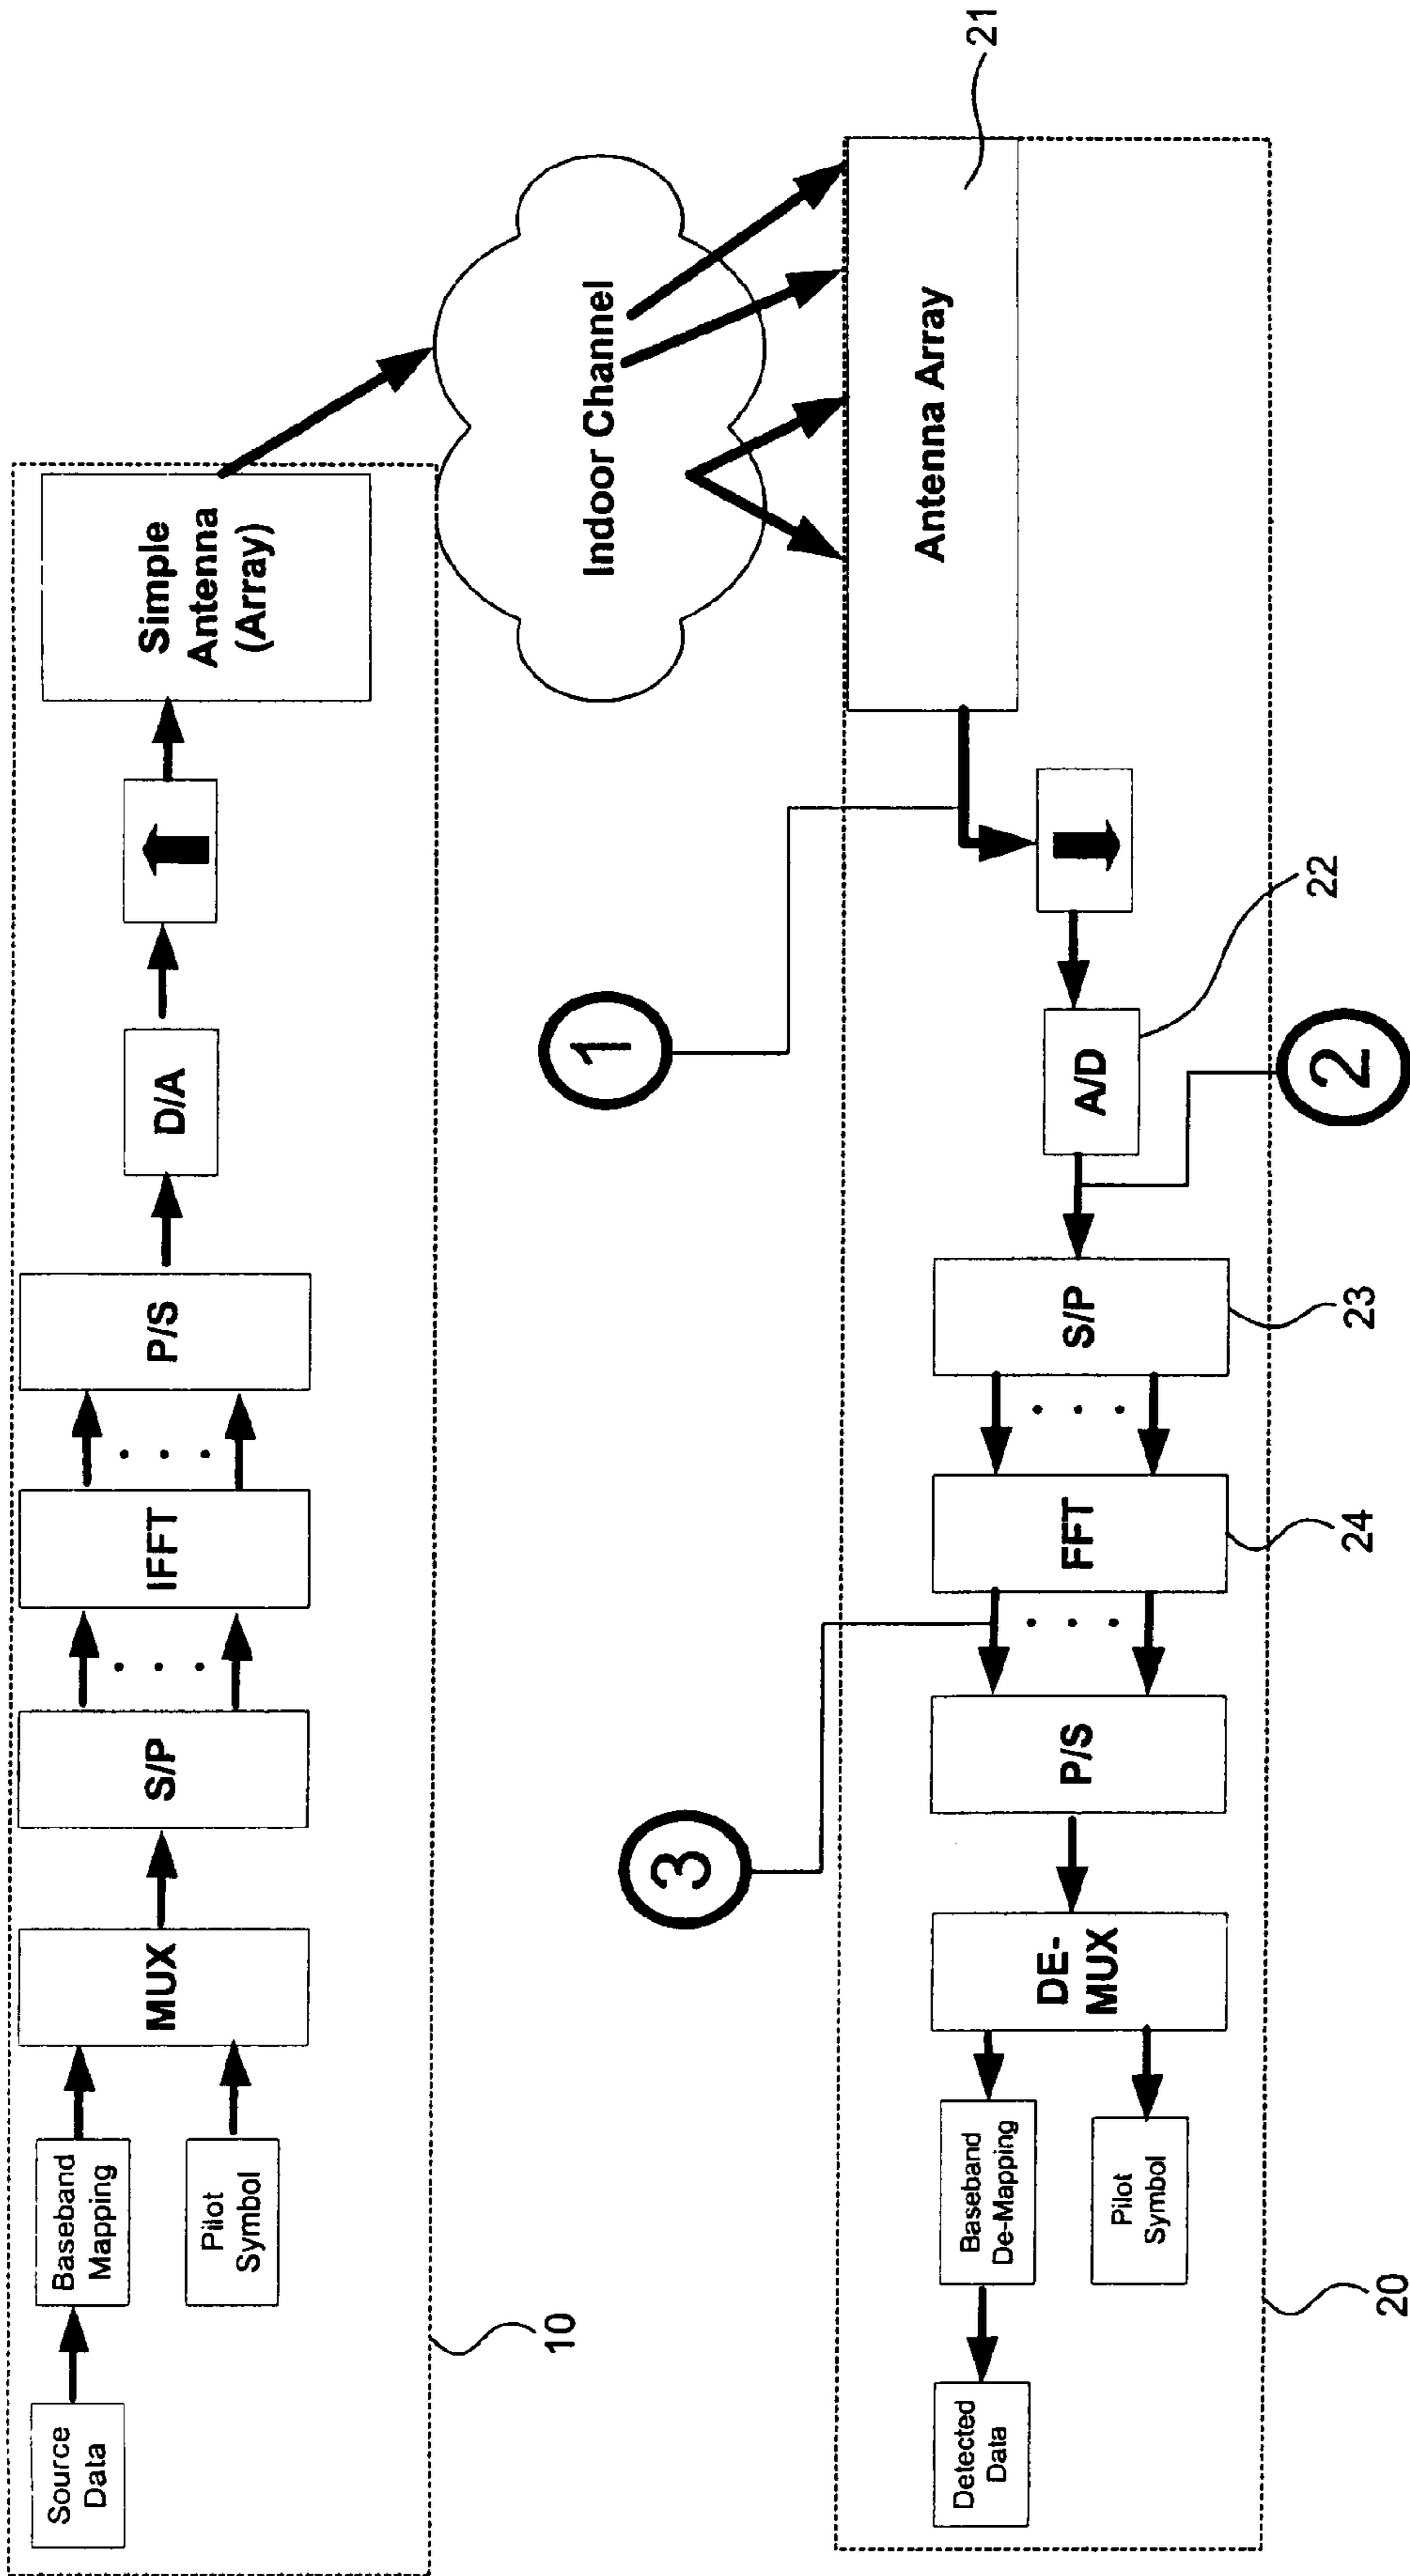 Source
Data
Baseband
Mapping
Pilot
Symbol
MUX
S/P
IFFT
P/S
D/A
Simple
Antenna
(Array)
10
Indoor Channel
1
3
Antenna Array
21
A/D
22
2
S/P
23
FFT
24
P/S
DE-
MUX
Baseband
De-Mapping
Pilot
Symbol
Detected
Data
20